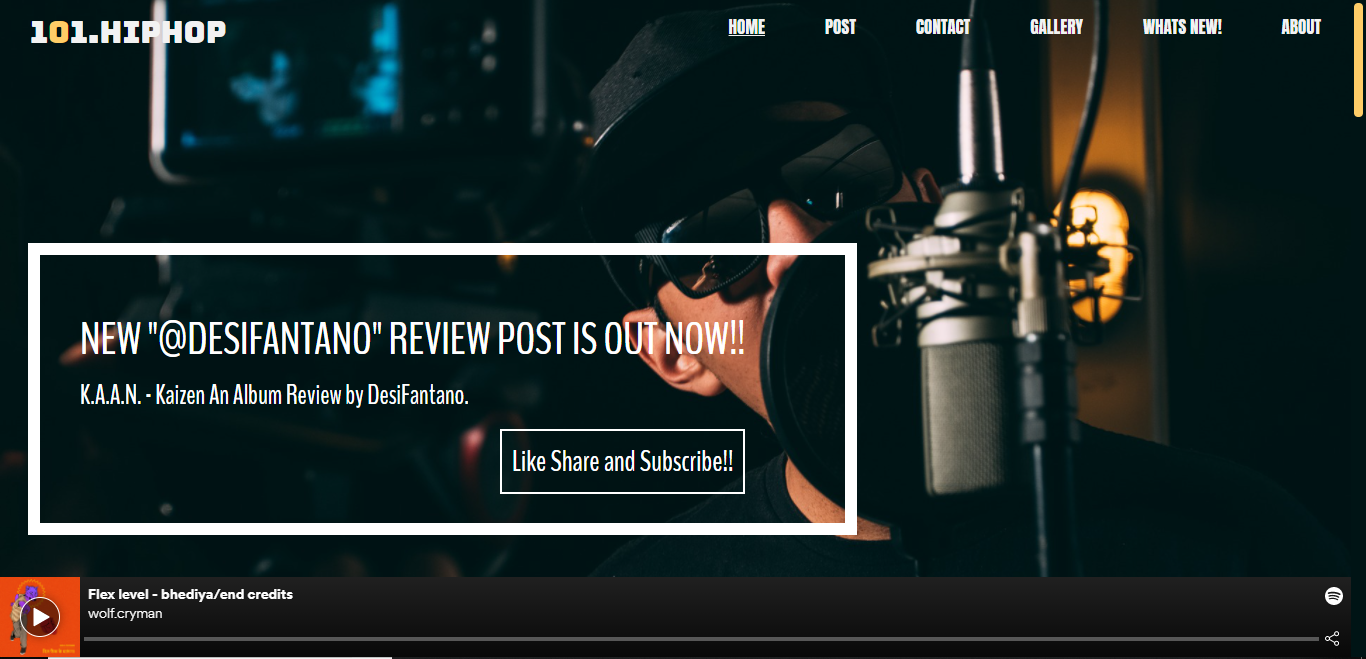 101.HIPHOP
HOME POST CONTACT GALLERY WHATS NEW! ABOUT
NEW "@DESIFANTANO" REVIEW POST IS OUT NOW!!
K.A.A.N. - Kaizen An Album Review by DesiFantano.
Like Share and Subscribe!!
Flex level - bhediya/end credits
wolf.cryman